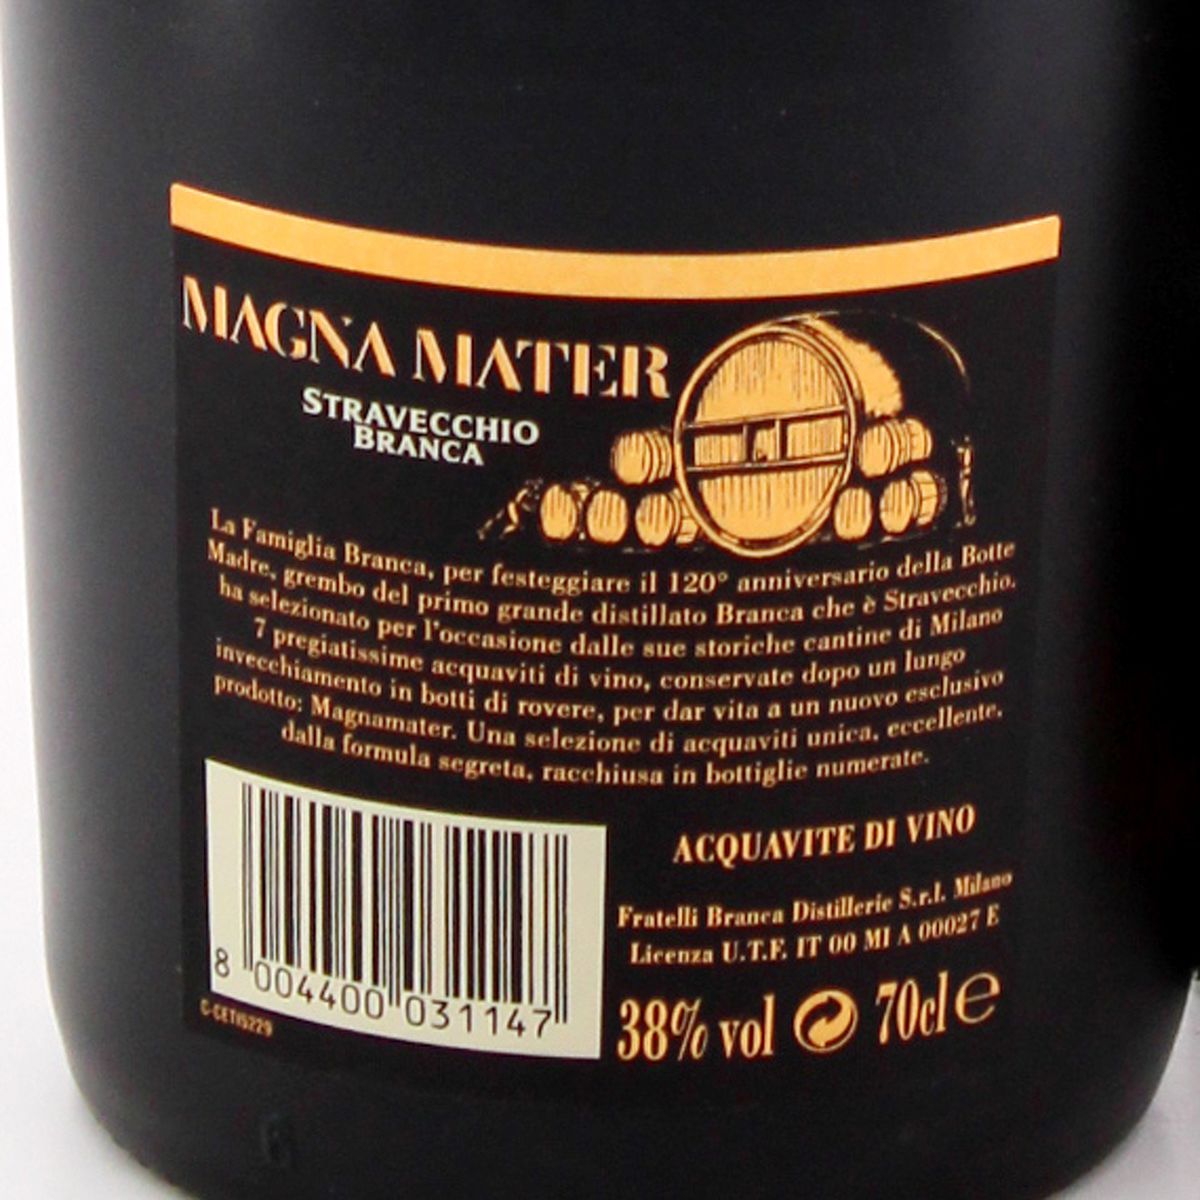 MAGNA MATER
STRAVECCHIO
BRANCA
La Famiglia Branca, per festeggiare il 120° anniversario della Botte
Madre, grembo del primo grande distillato Branca che è Stravecchio,
ha selezionato per l'occasione dalle sue storiche cantine di Milano
7 pregiatissime acquaviti di vino, conservate dopo un lungo
invecchiamento in botti di rovere, per dar vita a un nuovo esclusivo
prodotto: Magnamater. Una selezione di acquaviti unica, eccellente,
dalla formula segreta, racchiusa in bottiglie numerate.
ACQUAVITE DI VINO
Fratelli Branca Distillerie S.r.l. Milano
Licenza U.T.F. IT 00 MI A 00027 E
38% vol 70cl e
8 004400 031147
C-CETI5229